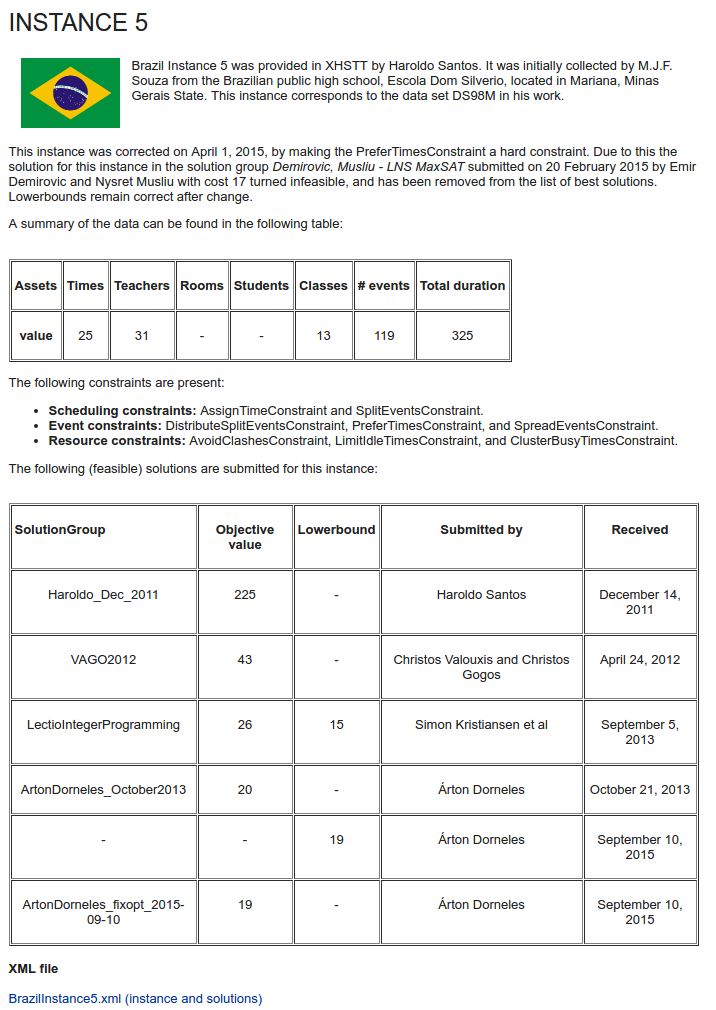 INSTANCE 5
Brazil Instance 5 was provided in XHSTT by Haroldo Santos. It was initially collected by M.J.F.
Souza from the Brazilian public high school, Escola Dom Silverio, located in Mariana, Minas
Gerais State. This instance corresponds to the data set DS98M in his work.
This instance was corrected on April 1, 2015, by making the PreferTimesConstraint a hard constraint. Due to this the
solution for this instance in the solution group Demirovic, Musliu - LNS MaxSAT submitted on 20 February 2015 by Emir
Demirovic and Nysret Musliu with cost 17 turned infeasible, and has been removed from the list of best solutions.
Lowerbounds remain correct after change.
A summary of the data can be found in the following table:
Assets Times Teachers Rooms Students Classes # events Total duration
value 25 31 - - 13 119 325
The following constraints are present:
• Scheduling constraints: AssignTimeConstraint and SplitEventsConstraint.
• Event constraints: DistributeSplitEventsConstraint, PreferTimesConstraint, and SpreadEventsConstraint.
• Resource constraints: AvoidClashesConstraint, LimitIdleTimesConstraint, and ClusterBusyTimesConstraint.
The following (feasible) solutions are submitted for this instance:
SolutionGroup Objective Lowerbound Submitted by Received
value
Haroldo_Dec_2011 225 - Haroldo Santos December 14,
2011
VAGO2012 43 - Christos Valouxis and Christos April 24, 2012
Gogos
LectioIntegerProgramming 26 15 Simon Kristiansen et al September 5,
2013
ArtonDorneles_October2013 20 - Árton Dorneles October 21, 2013
- - 19 Árton Dorneles September 10,
2015
ArtonDorneles_fixopt_2015- 19 - Árton Dorneles September 10,
09-10 2015
XML file
BrazilInstance5.xml (instance and solutions)